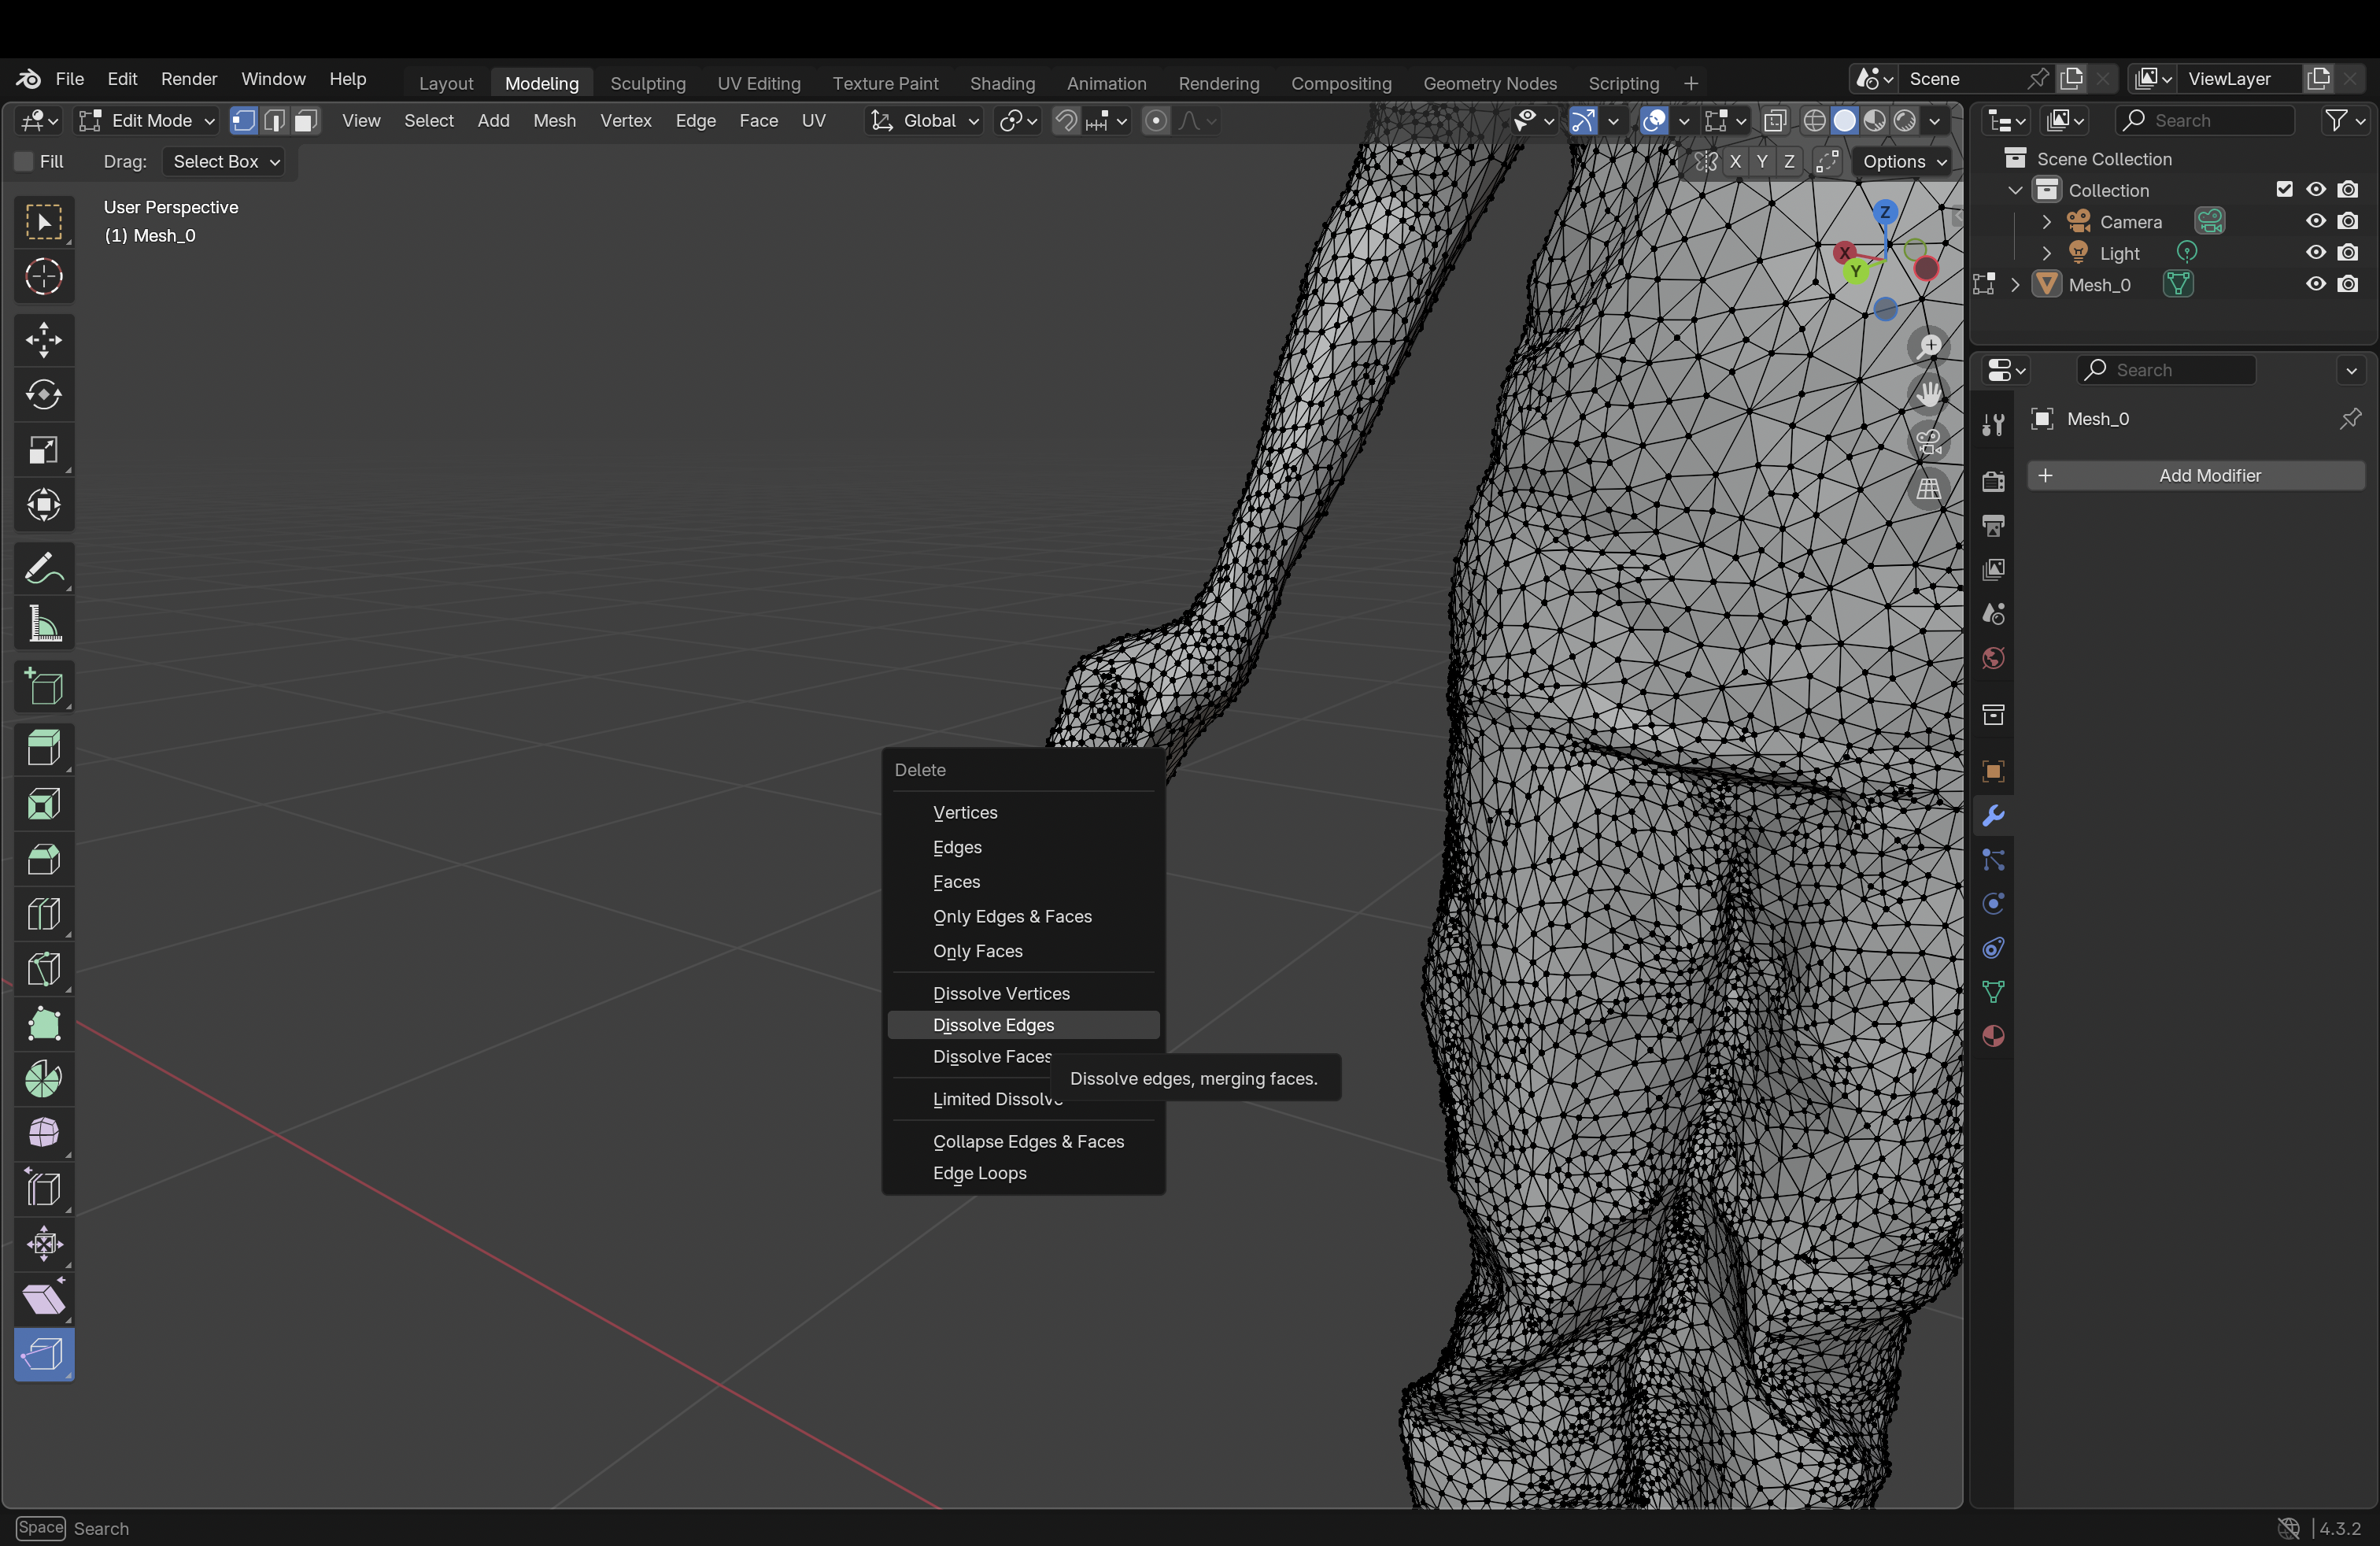 File Edit Render Window Help Layout Modeling Sculpting UV Editing Texture Paint Shading Animation Rendering Compositing Geometry Nodes Scripting + Scene ViewLayer
Edit Mode View Select Add Mesh Vertex Edge Face UV Global Search
Fill Drag: Select Box X Y Z Options
Scene Collection
Collection
Camera
Light
Mesh_0
User Perspective
(1) Mesh_0
Z
X
Y
Search
Mesh_0
+ Add Modifier
Delete
Vertices
Edges
Faces
Only Edges & Faces
Only Faces
Dissolve Vertices
Dissolve Edges
Dissolve Faces
Dissolve edges, merging faces.
Limited Dissolve
Collapse Edges & Faces
Edge Loops
Space Search 4.3.2